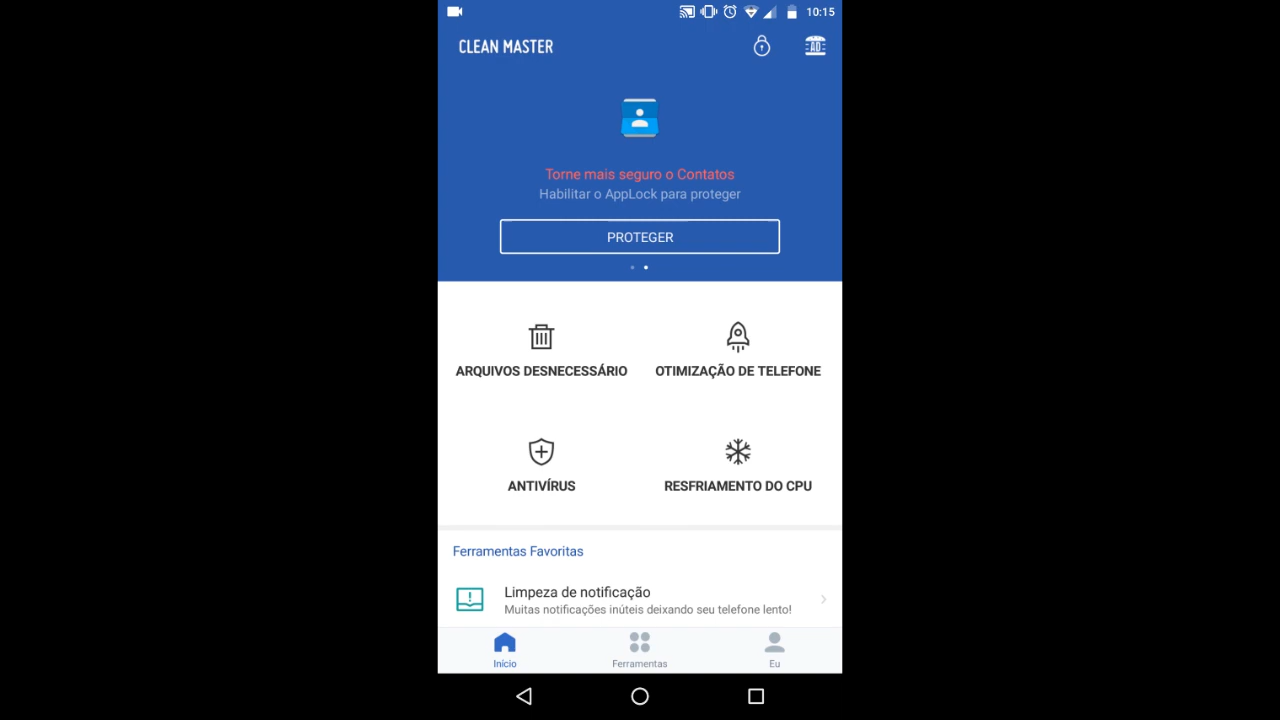 10:15
CLEAN MASTER
AD
Torne mais seguro o Contatos
Habilitar o AppLock para proteger
PROTEGER
ARQUIVOS DESNECESSÁRIO
OTIMIZAÇÃO DE TELEFONE
ANTIVÍRUS
RESFRIAMENTO DO CPU
Ferramentas Favoritas
Limpeza de notificação
Muitas notificações inúteis deixando seu telefone lento!
Início
Ferramentas
Eu